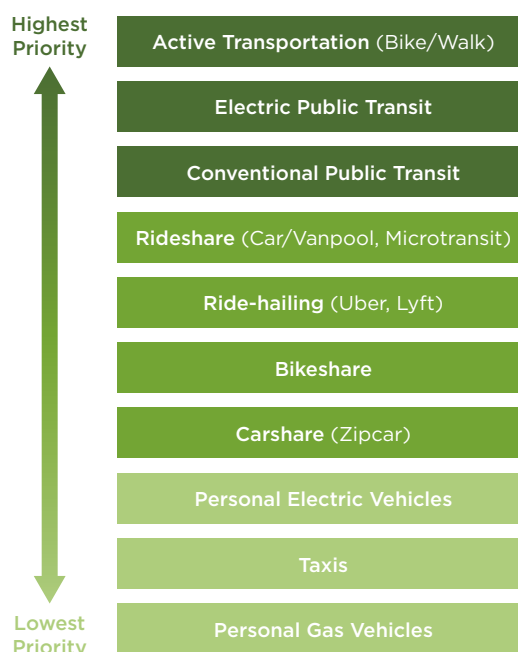 Highest
Priority
Active Transportation (Bike/Walk)
Electric Public Transit
Conventional Public Transit
Rideshare (Car/Vanpool, Microtransit)
Ride-hailing (Uber, Lyft)
Bikeshare
Carshare (Zipcar)
Personal Electric Vehicles
Taxis
Lowest
Priority
Personal Gas Vehicles